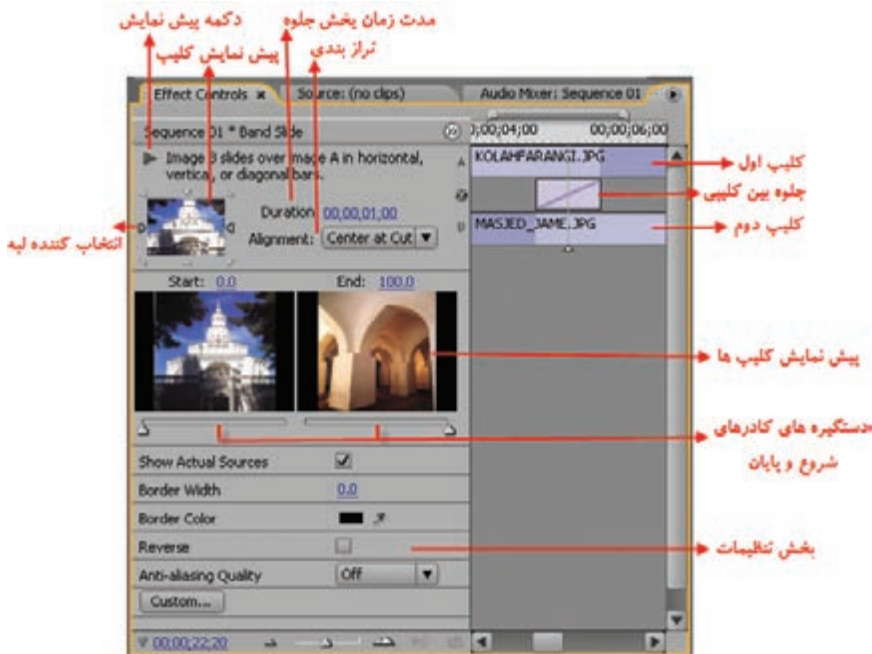 مدت زمان پخش جلوه
دکمه پیش نمایش
تراز بندی
پیش نمایش کلیپ
Effect Controls
Source: (no clips)
Audio Mixer: Sequence 01
Sequence 01 * Band Slide
;00;04;00
00;00;06;00
Image B slides over image A in horizontal,
vertical, or diagonal bars.
A
KOLAHFARANGI.JPG
کلیپ اول
جلوه بین کلیپی
Duration
00;00;01;00
B
MASJED_JAME.JPG
کلیپ دوم
انتخاب کننده لبه
Alignment:
Center at Cut
Start: 0.0
End: 100.0
پیش نمایش کلیپ ها
دستگیره های کادرهای
شروع و پایان
Show Actual Sources
Border Width
0.0
Border Color
Reverse
بخش تنظیمات
Anti-aliasing Quality
Off
Custom...
00;00;22;20